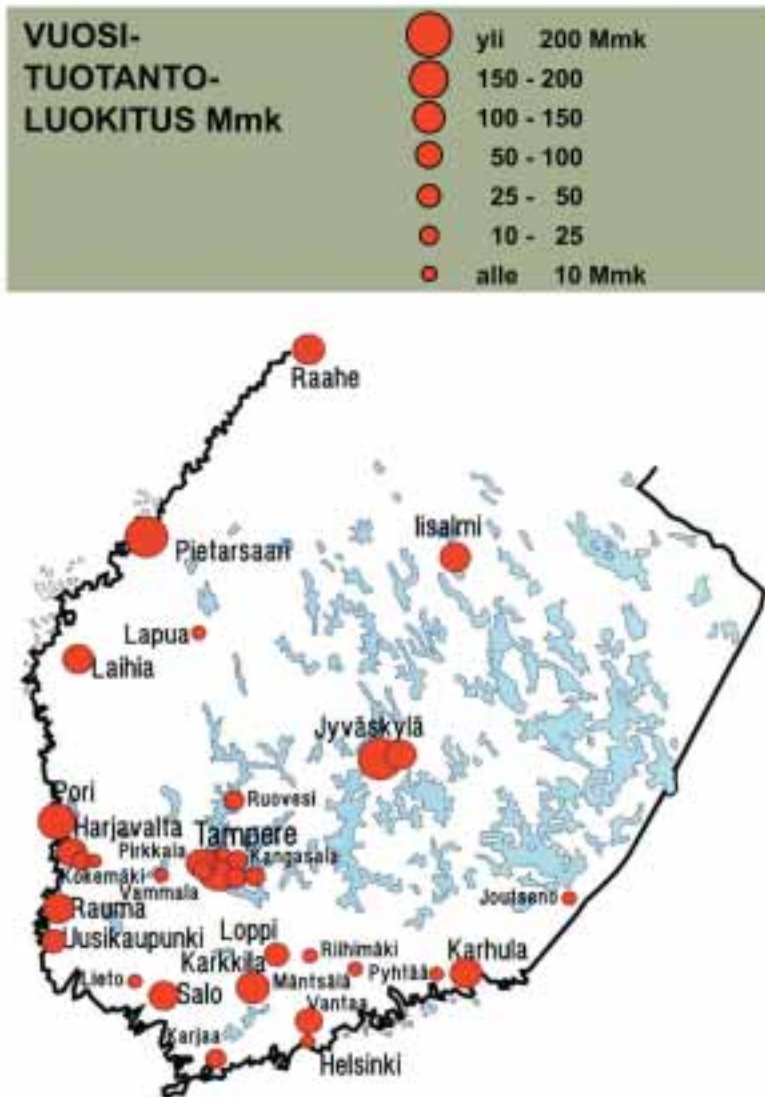 VUOSI-
TUOTANTO-
LUOKITUS Mmk
yli 200 Mmk
150 - 200
100 - 150
50 - 100
25 - 50
10 - 25
alle 10 Mmk
Raahe
Iisalmi
Pietarsaari
Lapua
Laihia
Jyväskylä
Pori
Ruovesi
Harjavalta
Tampere
Pirkkala
Kangasala
Kokemäki
Vammala
Joutseno
Rauma
Uusikaupunki
Loppi
Riihimäki
Karhula
Karkkila
Mäntsälä
Pyhtää
Lieto
Salo
Vantaa
Karjaa
Helsinki